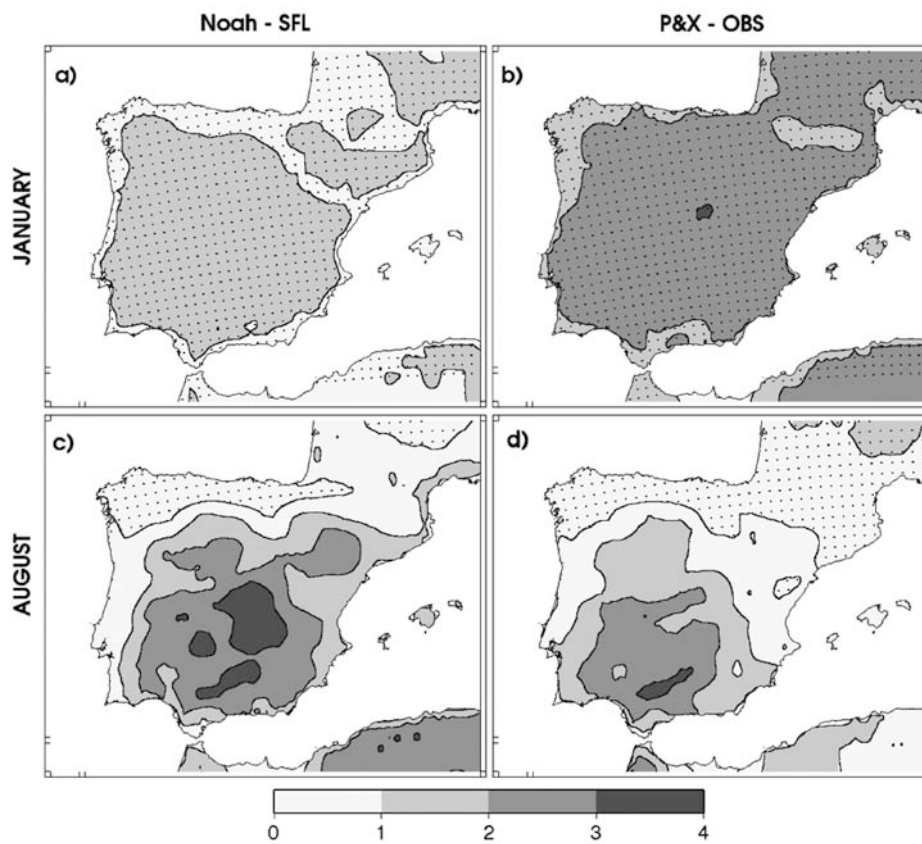 Noah - SFL
P&X - OBS
JANUARY
a)
b)
AUGUST
c)
d)
0 1 2 3 4